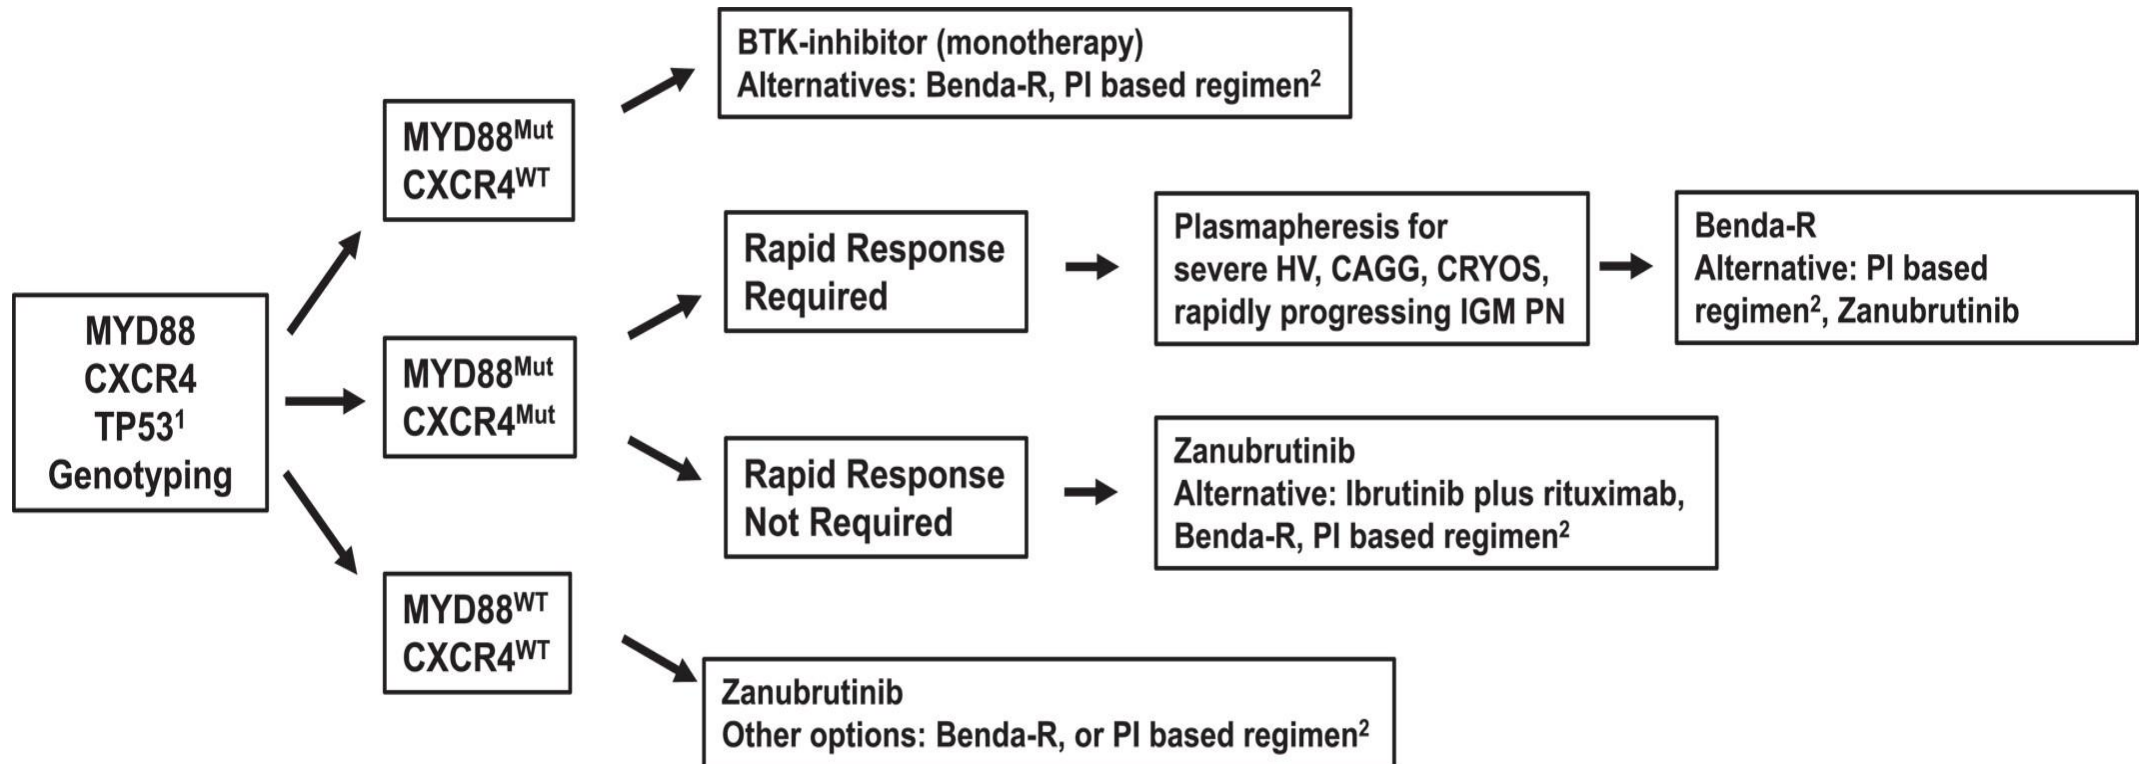 MYD88
CXCR4
TP53¹
Genotyping
MYD88ᴹᵘᵗ
CXCR4ᵂᵀ
BTK-inhibitor (monotherapy)
Alternatives: Benda-R, PI based regimen²
MYD88ᴹᵘᵗ
CXCR4ᴹᵘᵗ
Rapid Response
Required
Plasmapheresis for
severe HV, CAGG, CRYOS,
rapidly progressing IGM PN
Benda-R
Alternative: PI based
regimen², Zanubrutinib
Rapid Response
Not Required
Zanubrutinib
Alternative: Ibrutinib plus rituximab,
Benda-R, PI based regimen²
MYD88ᵂᵀ
CXCR4ᵂᵀ
Zanubrutinib
Other options: Benda-R, or PI based regimen²